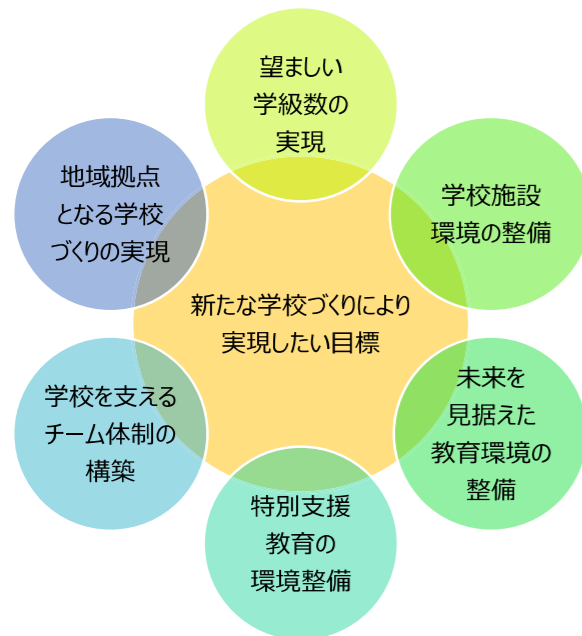 望ましい
学級数の
実現
学校施設
環境の整備
未来を
見据えた
教育環境の
整備
特別支援
教育の
環境整備
学校を支える
チーム体制の
構築
地域拠点
となる学校
づくりの実現
新たな学校づくりにより
実現したい目標